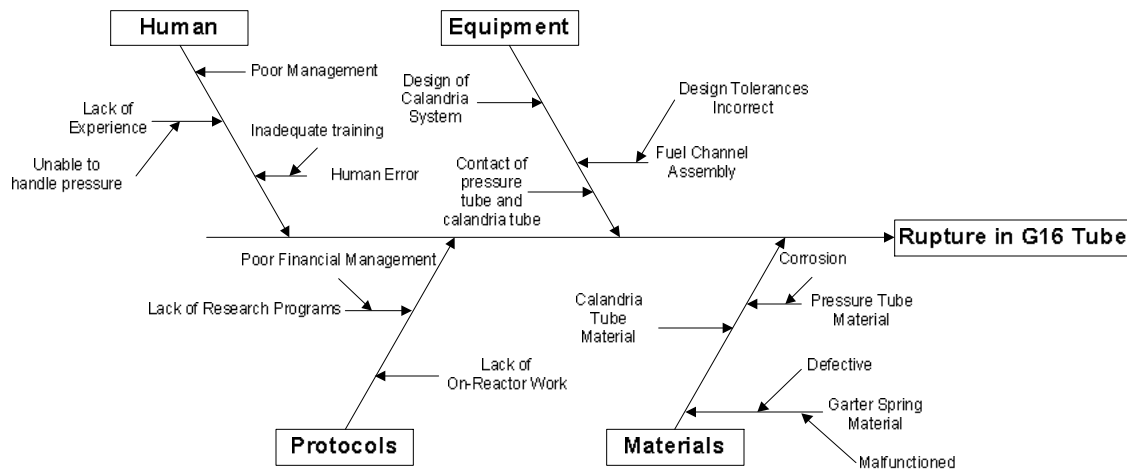 Human
Equipment
Poor Management
Design of
Calandria
System
Design Tolerances
Incorrect
Lack of
Experience
Inadequate training
Unable to
handle pressure
Human Error
Contact of
pressure
tube and
calandria tube
Fuel Channel
Assembly
Rupture in G16 Tube
Poor Financial Management
Corrosion
Lack of Research Programs
Calandria
Tube
Material
Pressure Tube
Material
Lack of
On-Reactor Work
Defective
Garter Spring
Material
Protocols
Materials
Malfunctioned